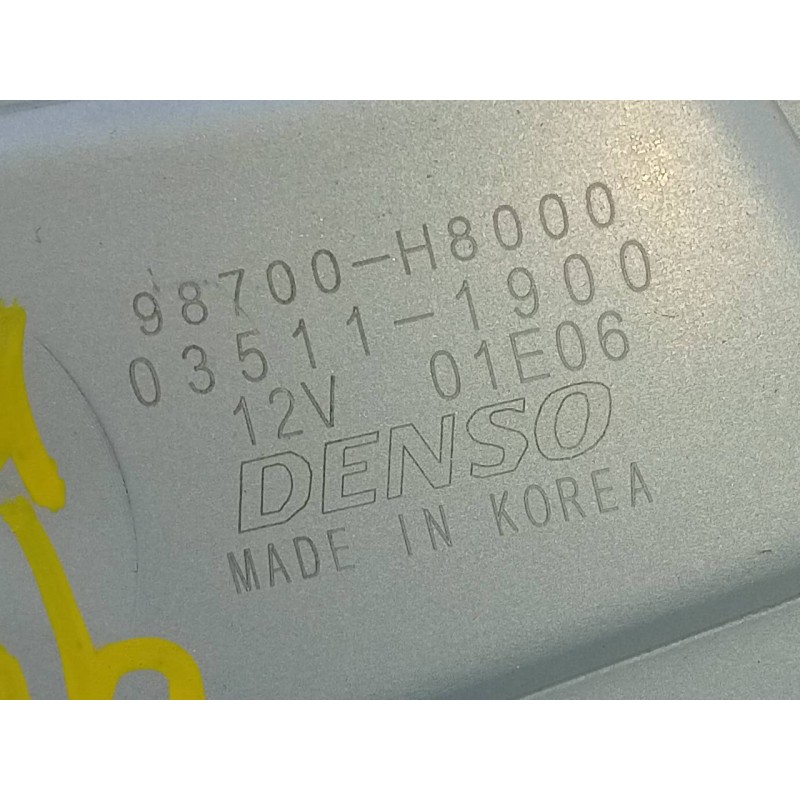 98700-H8000
03511-1900
12V 01E06
DENSO
MADE IN KOREA